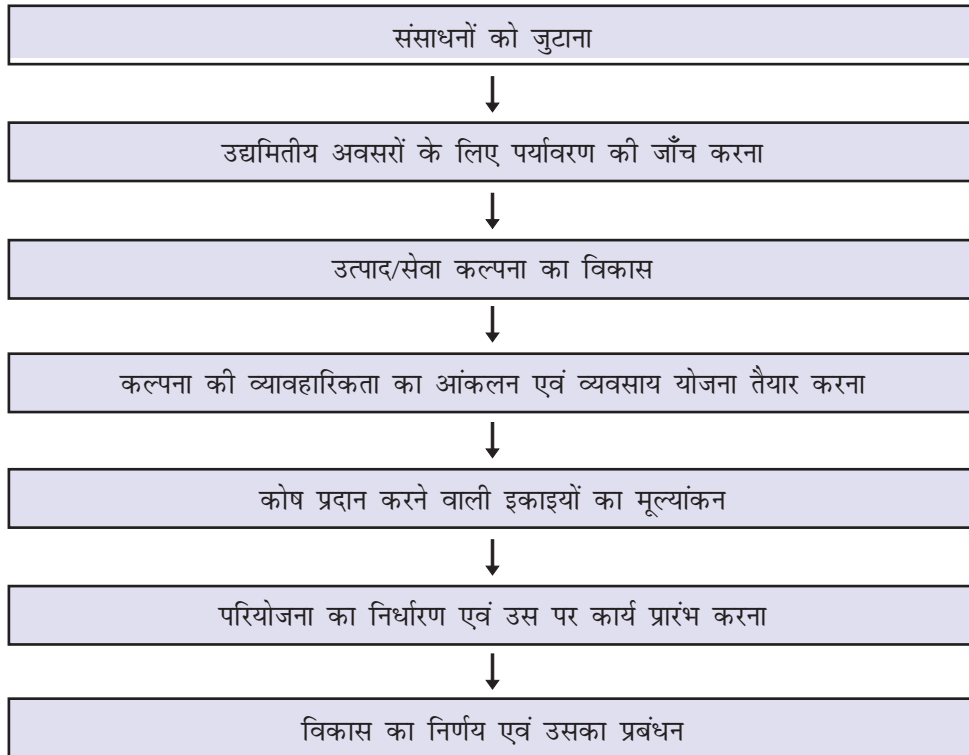 संसाधनों को जुटाना
उद्यमितीय अवसरों के लिए पर्यावरण की जाँच करना
उत्पाद/सेवा कल्पना का विकास
कल्पना की व्यावहारिकता का आंकलन एवं व्यवसाय योजना तैयार करना
कोष प्रदान करने वाली इकाइयों का मूल्यांकन
परियोजना का निर्धारण एवं उस पर कार्य प्रारंभ करना
विकास का निर्णय एवं उसका प्रबंधन